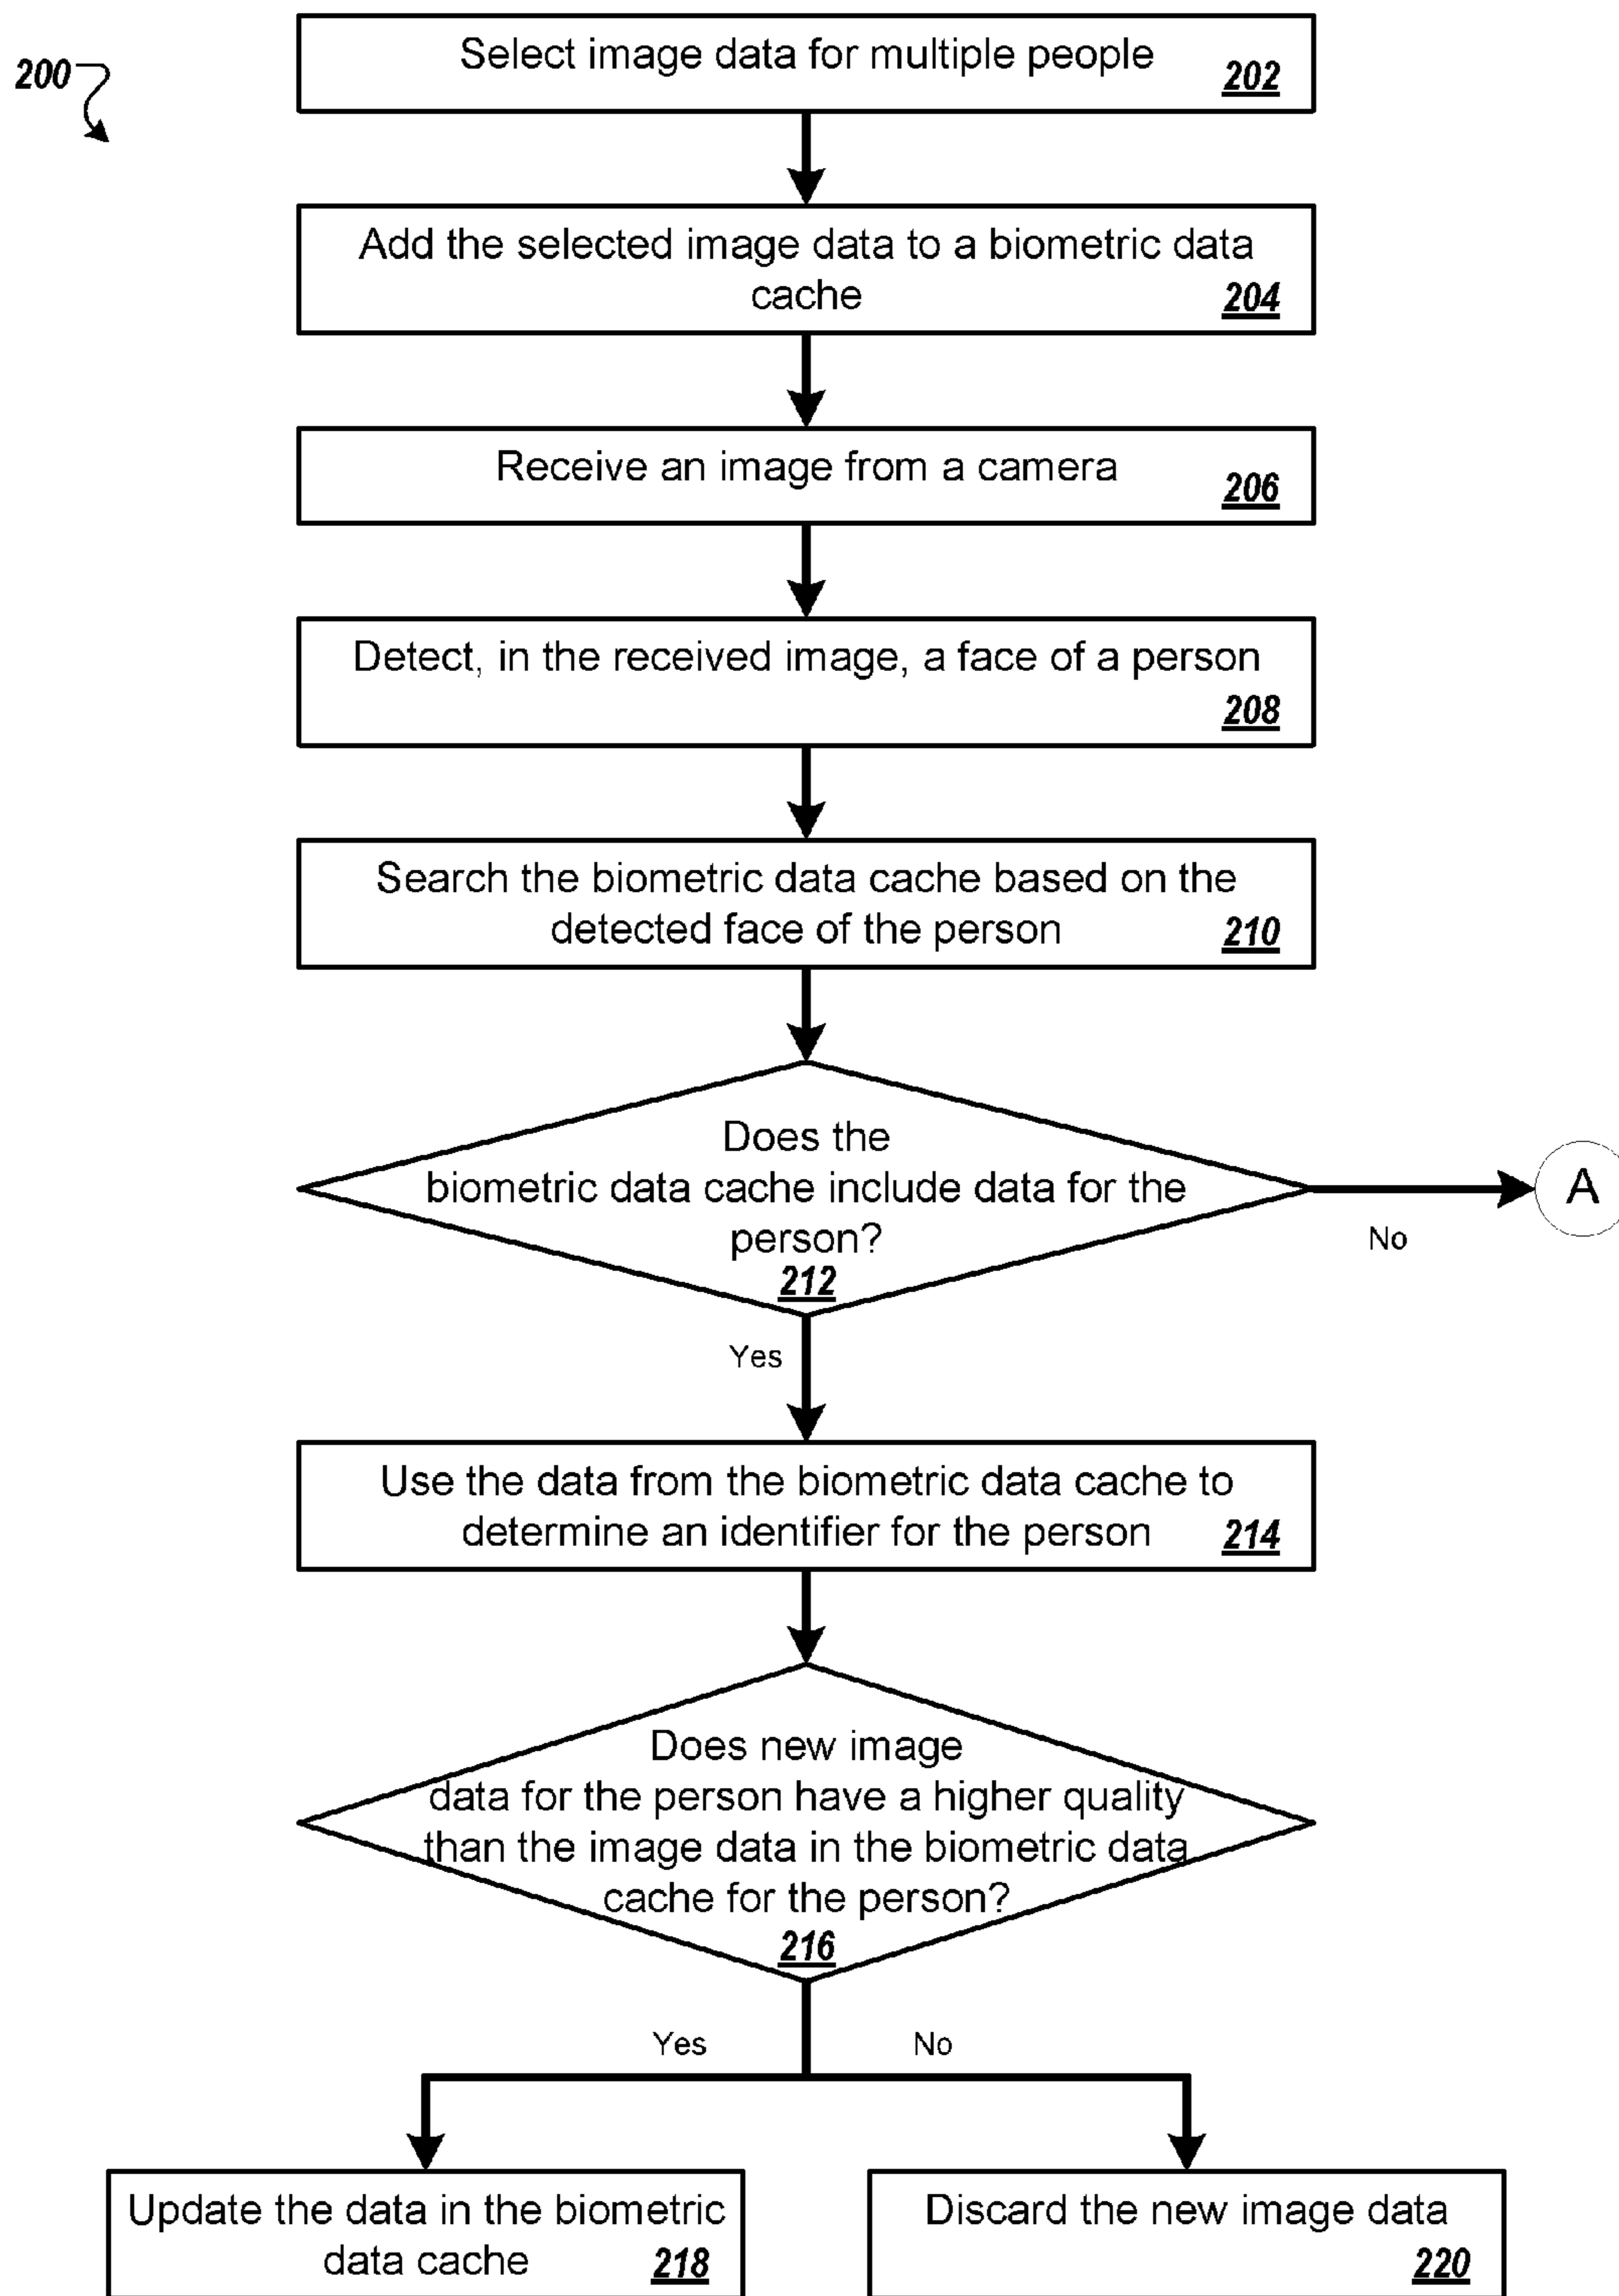 200
Select image data for multiple people
202
Add the selected image data to a biometric data
cache
204
Receive an image from a camera
206
Detect, in the received image, a face of a person
208
Search the biometric data cache based on the
detected face of the person
210
Does the
biometric data cache include data for the
person?
212
A
No
Yes
Use the data from the biometric data cache to
determine an identifier for the person
214
Does new image
data for the person have a higher quality
than the image data in the biometric data
cache for the person?
216
Yes
No
Update the data in the biometric
data cache
218
Discard the new image data
220